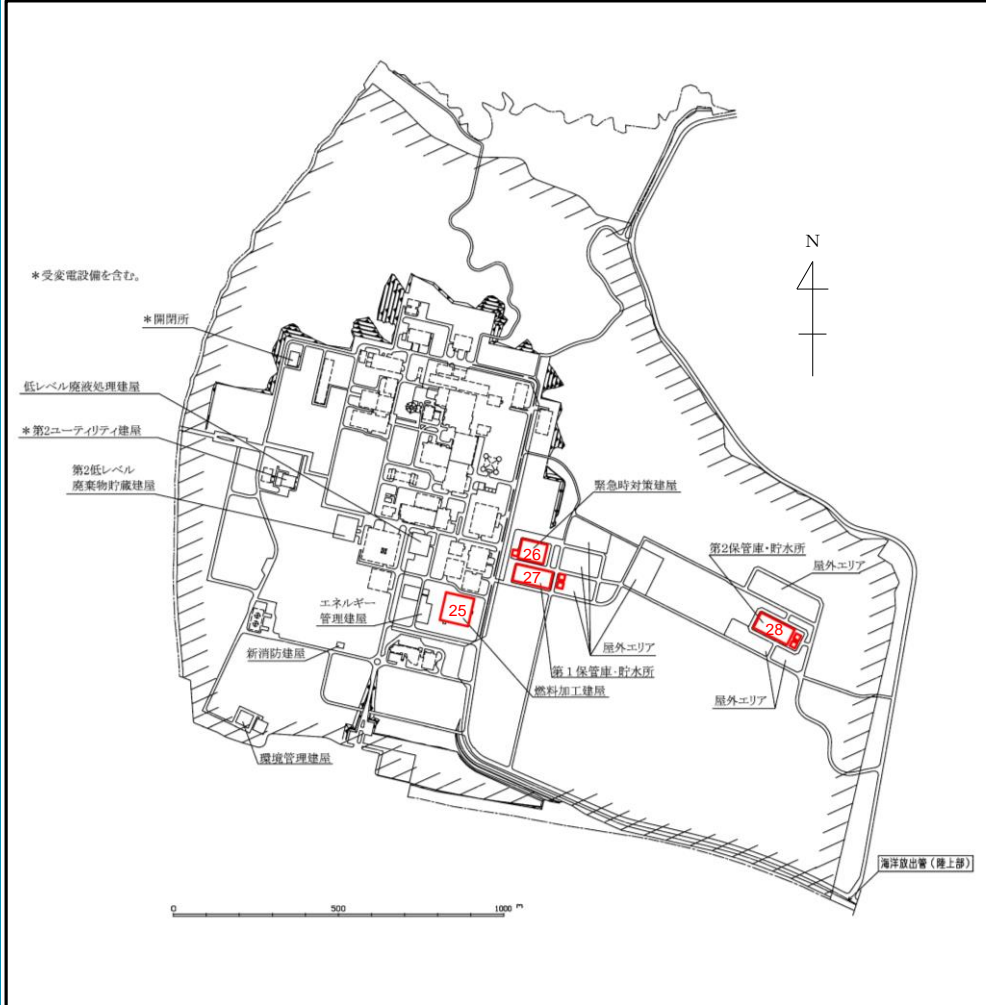 N
*受変電設備を含む。
*開閉所
低レベル廃液処理建屋
*第2ユーティリティ建屋
第2低レベル
廃棄物貯蔵建屋
緊急時対策建屋
26
第2保管庫・貯水所
屋外エリア
27
エネルギー
管理建屋
25
28
屋外エリア
新消防建屋
第1保管庫・貯水所
燃料加工建屋
屋外エリア
環境管理建屋
海洋放出管(陸上部)
0 500 1000 m